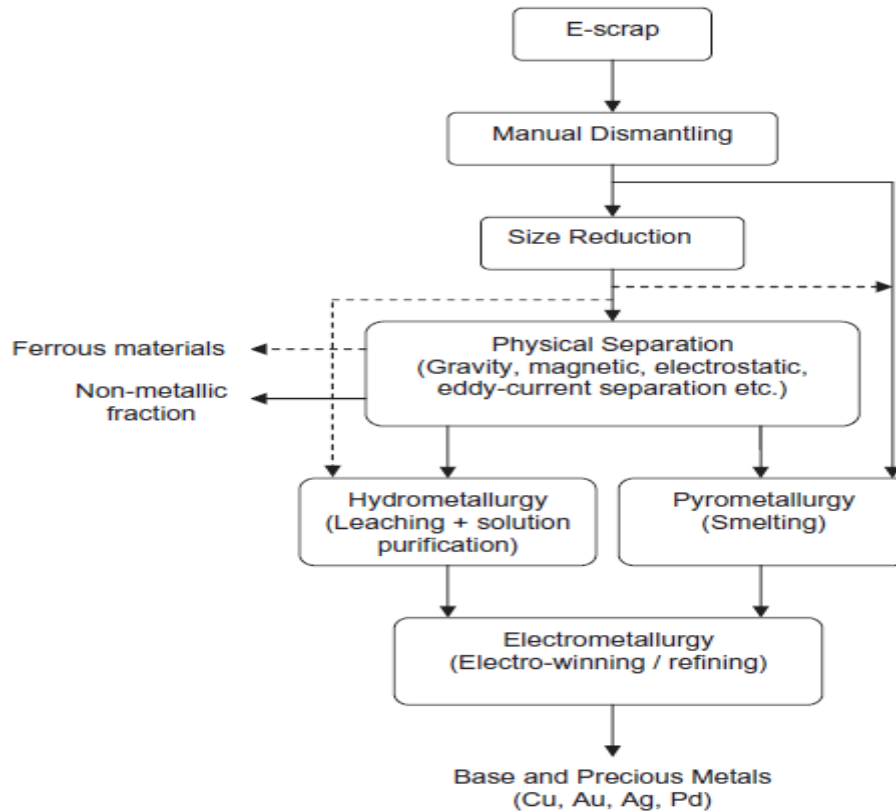 E-scrap
Manual Dismantling
Size Reduction
Physical Separation
(Gravity, magnetic, electrostatic,
eddy-current separation etc.)
Ferrous materials
Non-metallic
fraction
Hydrometallurgy
(Leaching + solution
purification)
Pyrometallurgy
(Smelting)
Electrometallurgy
(Electro-winning / refining)
Base and Precious Metals
(Cu, Au, Ag, Pd)